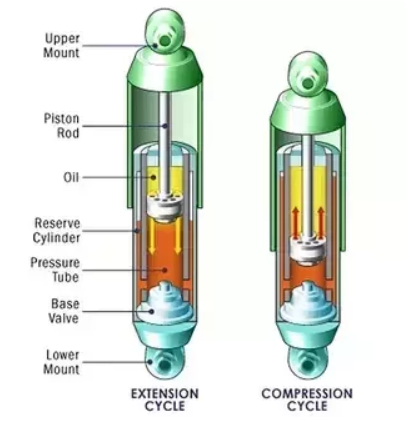 Upper
Mount
Piston
Rod
Oil
Reserve
Cylinder
Pressure
Tube
Base
Valve
Lower
Mount
EXTENSION
CYCLE
COMPRESSION
CYCLE